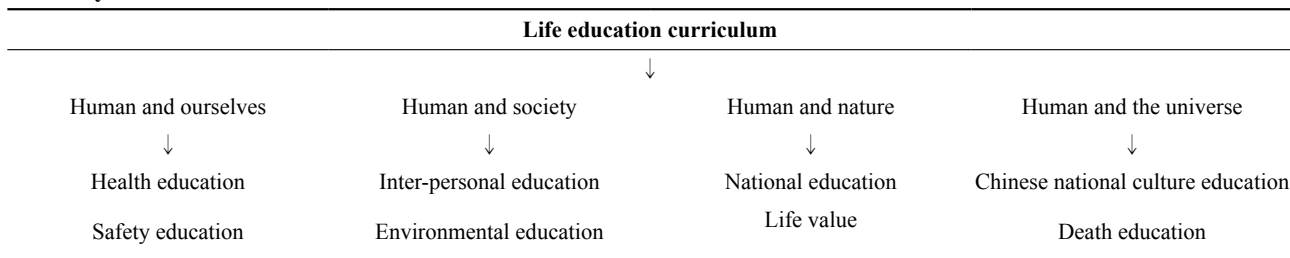 Life education curriculum
↓
Human and ourselves Human and society Human and nature Human and the universe
↓ ↓ ↓ ↓
Health education Inter-personal education National education Chinese national culture education
Safety education Environmental education Life value Death education